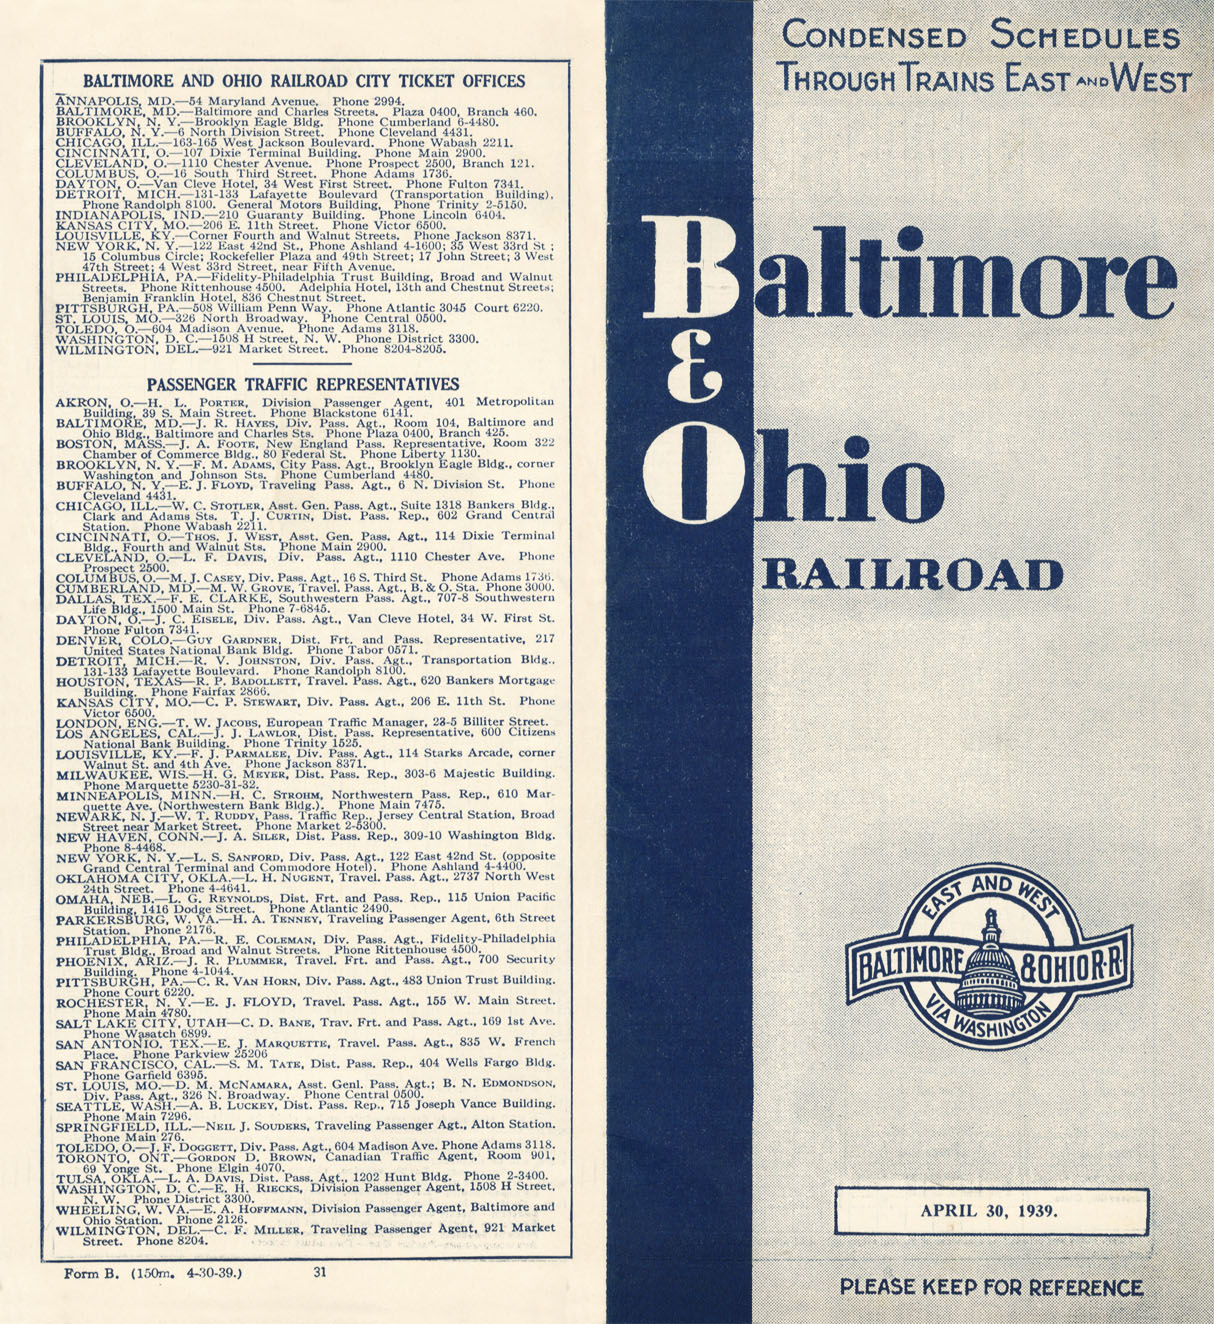 BALTIMORE AND OHIO RAILROAD CITY TICKET OFFICES
ANNAPOLIS, MD.—54 Maryland Avenue. Phone 2994.
BALTIMORE, MD.—Baltimore and Charles Streets. Plaza 0400, Branch 460.
BROOKLYN, N. Y.—Brooklyn Eagle Bldg. Phone Cumberland 6-4480.
BUFFALO, N. Y.—6 North Division Street. Phone Cleveland 4431.
CHICAGO, ILL.—163-165 West Jackson Boulevard. Phone Wabash 2211.
CINCINNATI, O.—107 Dixie Terminal Building. Phone Main 2900.
CLEVELAND, O.—1110 Chester Avenue. Phone Prospect 2500, Branch 121.
COLUMBUS, O.—16 South Third Street. Phone Adams 1736.
DAYTON, O.—Van Cleve Hotel, 34 West First Street. Phone Fulton 7341.
DETROIT, MICH.—131-133 Lafayette Boulevard (Transportation Building).
Phone Randolph 8100. General Motors Building, Phone Trinity 2-5150.
INDIANAPOLIS, IND.—210 Guaranty Building. Phone Lincoln 6404.
KANSAS CITY, MO.—206 E. 11th Street. Phone Victor 6500.
LOUISVILLE, KY.—Corner Fourth and Walnut Streets. Phone Jackson 8371.
NEW YORK, N. Y.—122 East 42nd St., Phone Ashland 4-1600; 35 West 33rd St ;
15 Columbus Circle; Rockefeller Plaza and 49th Street; 17 John Street; 3 West
47th Street; 4 West 33rd Street, near Fifth Avenue.
PHILADELPHIA, PA.—Fidelity-Philadelphia Trust Building, Broad and Walnut
Streets. Phone Rittenhouse 4500. Adelphia Hotel, 13th and Chestnut Streets;
Benjamin Franklin Hotel, 836 Chestnut Street.
PITTSBURGH, PA.—508 William Penn Way. Phone Atlantic 3045 Court 6220.
ST. LOUIS, MO.—326 North Broadway. Phone Central 0500.
TOLEDO, O.—604 Madison Avenue. Phone Adams 3118.
WASHINGTON, D. C.—1508 H Street, N. W. Phone District 3300.
WILMINGTON, DEL.—921 Market Street. Phone 8204-8205.
PASSENGER TRAFFIC REPRESENTATIVES
AKRON, O.—H. L. PORTER, Division Passenger Agent, 401 Metropolitan
Building, 39 S. Main Street. Phone Blackstone 6141.
BALTIMORE, MD.—J. R. HAYES, Div. Pass. Agt., Room 104, Baltimore and
Ohio Bldg., Baltimore and Charles Sts. Phone Plaza 0400, Branch 425.
BOSTON, MASS.—J. A. FOOTE, New England Pass. Representative, Room 322
Chamber of Commerce Bldg., 80 Federal St. Phone Liberty 1130.
BROOKLYN, N. Y.—F. M. ADAMS, City Pass. Agt., Brooklyn Eagle Bldg., corner
Washington and Johnson Sts. Phone Cumberland 4480.
BUFFALO, N. Y.—E. J. FLOYD, Traveling Pass. Agt., 6 N. Division St. Phone
Cleveland 4431.
CHICAGO, ILL.—W. C. STOTLER, Asst. Gen. Pass. Agt., Suite 1318 Bankers Bldg.,
Clark and Adams Sts. T. J. CURTIN, Dist. Pass. Rep., 602 Grand Central
Station. Phone Wabash 2211.
CINCINNATI, O.—THOS. J. WEST, Asst. Gen. Pass. Agt., 114 Dixie Terminal
Bldg., Fourth and Walnut Sts. Phone Main 2900.
CLEVELAND, O.—L. F. DAVIS, Div. Pass. Agt., 1110 Chester Ave. Phone
Prospect 2500.
COLUMBUS, O.—M. J. CASEY, Div. Pass. Agt., 16 S. Third St. Phone Adams 1736.
CUMBERLAND, MD.—M. W. GROVE, Travel. Pass. Agt., B. & O. Sta. Phone 3000.
DALLAS, TEX.—F. E. CLARKE, Southwestern Pass. Agt., 707-8 Southwestern
Life Bldg., 1500 Main St. Phone 7-6845.
DAYTON, O.—J. C. EISELE, Div. Pass. Agt., Van Cleve Hotel, 34 W. First St.
Phone Fulton 7341.
DENVER, COLO.—GUY GARDNER, Dist. Frt. and Pass. Representative, 217
United States National Bank Bldg. Phone Tabor 0571.
DETROIT, MICH.—R. V. JOHNSTON, Div. Pass. Agt., Transportation Bldg.,
131-133 Lafayette Boulevard. Phone Randolph 8100.
HOUSTON, TEXAS—R. P. BADOLLETT, Travel. Pass. Agt., 620 Bankers Mortgage
Building. Phone Fairfax 2866.
KANSAS CITY, MO.—C. P. STEWART, Div. Pass. Agt., 206 E. 11th St. Phone
Victor 6500.
LONDON, ENG.—T. W. JACOBS, European Traffic Manager, 23-5 Billiter Street.
LOS ANGELES, CAL.—J. J. LAWLOR, Dist. Pass. Representative, 600 Citizens
National Bank Building. Phone Trinity 1525.
LOUISVILLE, KY.—F. J. PARMALEE, Div. Pass. Agt., 114 Starks Arcade, corner
Walnut St. and 4th Ave. Phone Jackson 8371.
MILWAUKEE, WIS.—H. G. MEYER, Dist. Pass. Rep., 303-6 Majestic Building.
Phone Marquette 5230-31-32.
MINNEAPOLIS, MINN.—H. C. STROHM, Northwestern Pass. Rep., 610 Mar-
quette Ave. (Northwestern Bank Bldg.). Phone Main 7475.
NEWARK, N. J.—W. T. RUDDY, Pass. Traffic Rep., Jersey Central Station, Broad
Street near Market Street. Phone Market 2-5300.
NEW HAVEN, CONN.—J. A. SILER, Dist. Pass. Rep., 309-10 Washington Bldg.
Phone 8-4468.
NEW YORK, N. Y.—L. S. SANFORD, Div. Pass. Agt., 122 East 42nd St. (opposite
Grand Central Terminal and Commodore Hotel). Phone Ashland 4-4400.
OKLAHOMA CITY, OKLA.—L. H. NUGENT, Travel. Pass. Agt., 2737 North West
24th Street. Phone 4-4641.
OMAHA, NEB.—L. G. REYNOLDS, Dist. Frt. and Pass. Rep., 115 Union Pacific
Building, 1416 Dodge Street. Phone Atlantic 2490.
PARKERSBURG, W. VA.—H. A. TENNEY, Traveling Passenger Agent, 6th Street
Station. Phone 2176.
PHILADELPHIA, PA.—R. E. COLEMAN, Div. Pass. Agt., Fidelity-Philadelphia
Trust Bldg., Broad and Walnut Streets. Phone Rittenhouse 4500.
PHOENIX, ARIZ.—J. R. PLUMMER, Travel. Frt. and Pass. Agt., 700 Security
Building. Phone 4-1044.
PITTSBURGH, PA.—C. R. VAN HORN, Div. Pass. Agt., 483 Union Trust Building.
Phone Court 6220.
ROCHESTER, N. Y.—E. J. FLOYD, Travel. Pass. Agt., 155 W. Main Street.
Phone Main 4780.
SALT LAKE CITY, UTAH—C. D. BANE, Trav. Frt. and Pass. Agt., 169 1st Ave.
Phone Wasatch 6899.
SAN ANTONIO, TEX.—E. J. MARQUETTE, Travel. Pass. Agt., 835 W. French
Place. Phone Parkview 25206
SAN FRANCISCO, CAL.—S. M. TATE, Dist. Pass. Rep., 404 Wells Fargo Bldg.
Phone Garfield 6395.
ST. LOUIS, MO.—D. M. MCNAMARA, Asst. Genl. Pass. Agt.; B. N. EDMONDSON,
Div. Pass. Agt., 326 N. Broadway. Phone Central 0500.
SEATTLE, WASH.—A. B. LUCKEY, Dist. Pass. Rep., 715 Joseph Vance Building.
Phone Main 7296.
SPRINGFIELD, ILL.—NEIL J. SOUDERS, Traveling Passenger Agt., Alton Station.
Phone Main 276.
TOLEDO, O.—J. F. DOGGETT, Div. Pass. Agt., 604 Madison Ave. Phone Adams 3118.
TORONTO, ONT.—GORDON D. BROWN, Canadian Traffic Agent, Room 901,
69 Yonge St. Phone Elgin 4070.
TULSA, OKLA.—L. A. DAVIS, Dist. Pass. Agt., 1202 Hunt Bldg. Phone 2-3400.
WASHINGTON, D. C.—E. H. RIECKS, Division Passenger Agent, 1508 H Street,
N. W. Phone District 3300.
WHEELING, W. VA.—E. A. HOFFMANN, Division Passenger Agent, Baltimore and
Ohio Station. Phone 2126.
WILMINGTON, DEL.—C. F. MILLER, Traveling Passenger Agent, 921 Market
Street. Phone 8204.
Form B. (150m. 4-30-39.) 31
CONDENSED SCHEDULES
THROUGH TRAINS EAST AND WEST
Baltimore
&
Ohio
RAILROAD
EAST AND WEST
BALTIMORE & OHIO R·R·
VIA WASHINGTON
APRIL 30, 1939.
PLEASE KEEP FOR REFERENCE